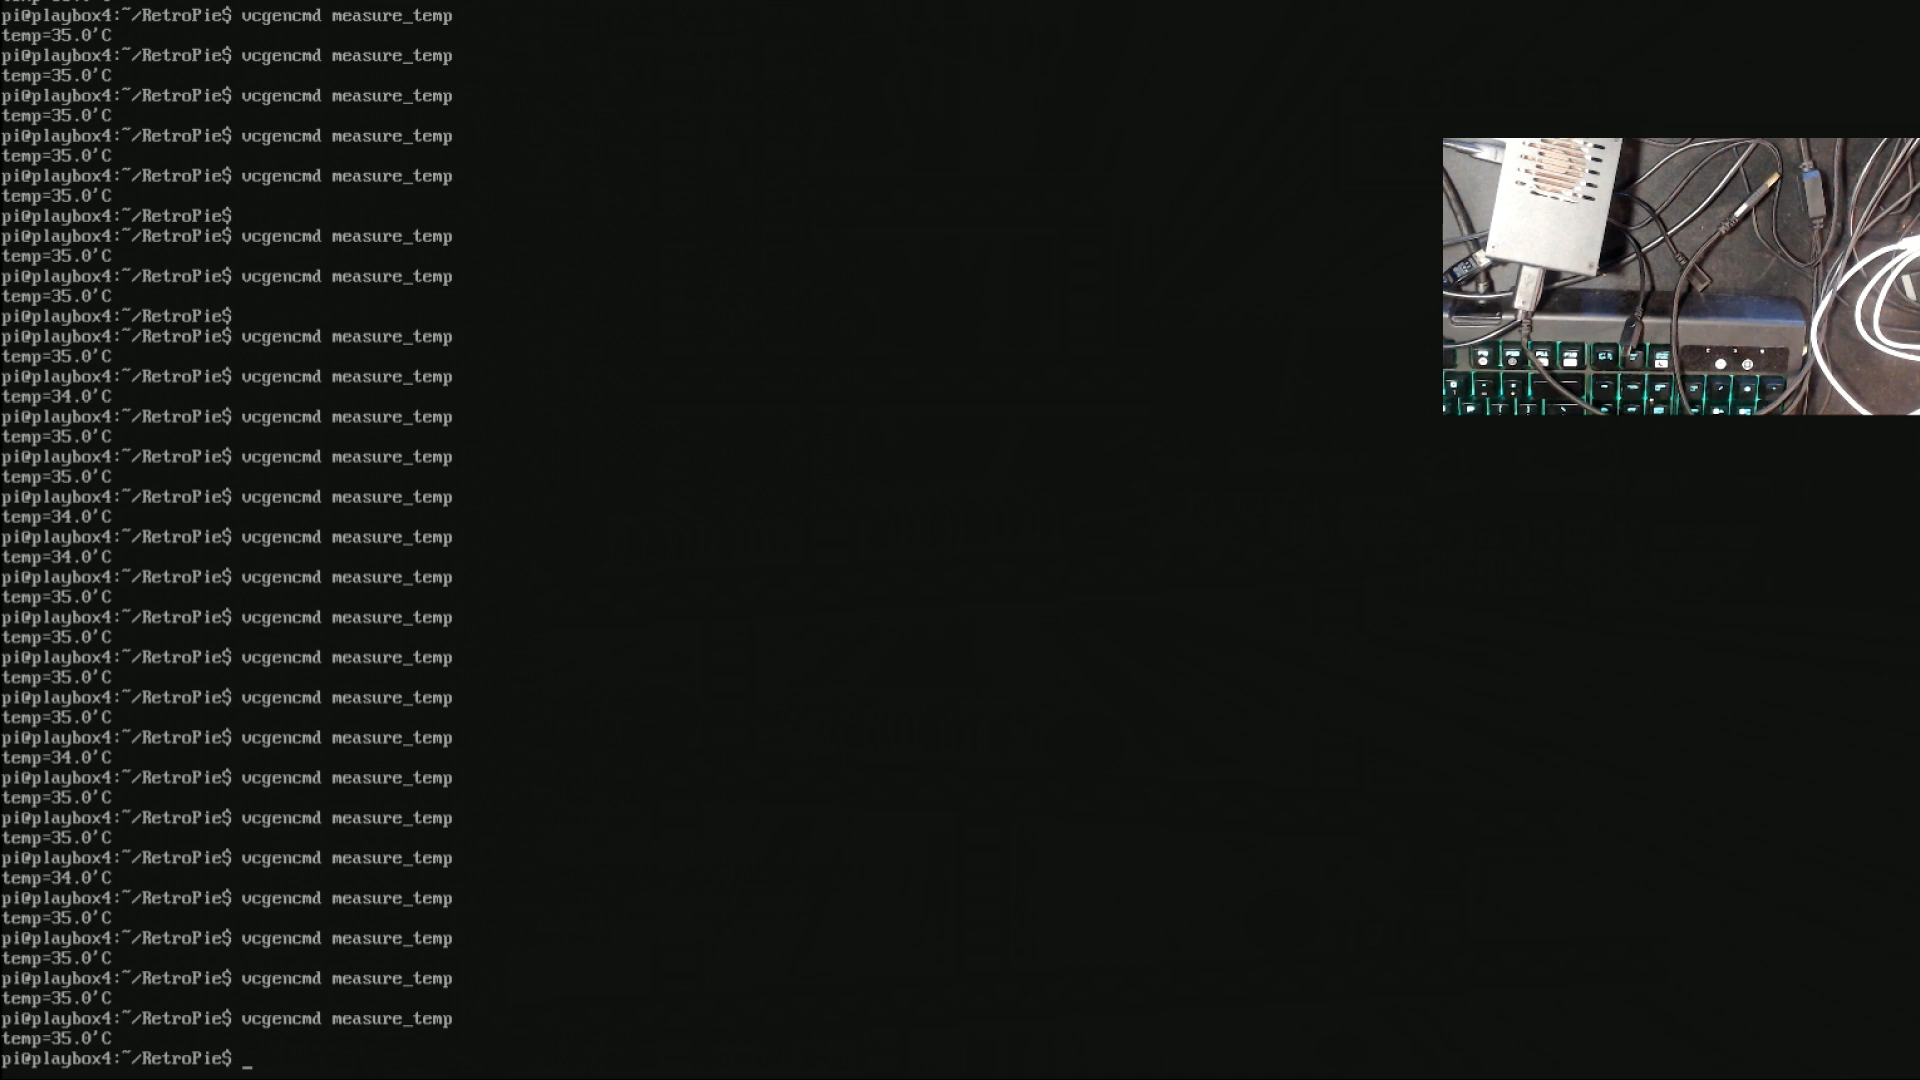 pi@playbox4:~/RetroPie$ vcgencmd measure_temp
temp=35.0'C
pi@playbox4:~/RetroPie$ vcgencmd measure_temp
temp=35.0'C
pi@playbox4:~/RetroPie$ vcgencmd measure_temp
temp=35.0'C
pi@playbox4:~/RetroPie$ vcgencmd measure_temp
temp=35.0'C
pi@playbox4:~/RetroPie$ vcgencmd measure_temp
temp=35.0'C
pi@playbox4:~/RetroPie$
pi@playbox4:~/RetroPie$ vcgencmd measure_temp
temp=35.0'C
pi@playbox4:~/RetroPie$ vcgencmd measure_temp
temp=35.0'C
pi@playbox4:~/RetroPie$
pi@playbox4:~/RetroPie$ vcgencmd measure_temp
temp=35.0'C
pi@playbox4:~/RetroPie$ vcgencmd measure_temp
temp=34.0'C
pi@playbox4:~/RetroPie$ vcgencmd measure_temp
temp=35.0'C
pi@playbox4:~/RetroPie$ vcgencmd measure_temp
temp=35.0'C
pi@playbox4:~/RetroPie$ vcgencmd measure_temp
temp=34.0'C
pi@playbox4:~/RetroPie$ vcgencmd measure_temp
temp=34.0'C
pi@playbox4:~/RetroPie$ vcgencmd measure_temp
temp=35.0'C
pi@playbox4:~/RetroPie$ vcgencmd measure_temp
temp=35.0'C
pi@playbox4:~/RetroPie$ vcgencmd measure_temp
temp=35.0'C
pi@playbox4:~/RetroPie$ vcgencmd measure_temp
temp=35.0'C
pi@playbox4:~/RetroPie$ vcgencmd measure_temp
temp=34.0'C
pi@playbox4:~/RetroPie$ vcgencmd measure_temp
temp=35.0'C
pi@playbox4:~/RetroPie$ vcgencmd measure_temp
temp=35.0'C
pi@playbox4:~/RetroPie$ vcgencmd measure_temp
temp=34.0'C
pi@playbox4:~/RetroPie$ vcgencmd measure_temp
temp=35.0'C
pi@playbox4:~/RetroPie$ vcgencmd measure_temp
temp=35.0'C
pi@playbox4:~/RetroPie$ vcgencmd measure_temp
temp=35.0'C
pi@playbox4:~/RetroPie$ vcgencmd measure_temp
temp=35.0'C
pi@playbox4:~/RetroPie$ _